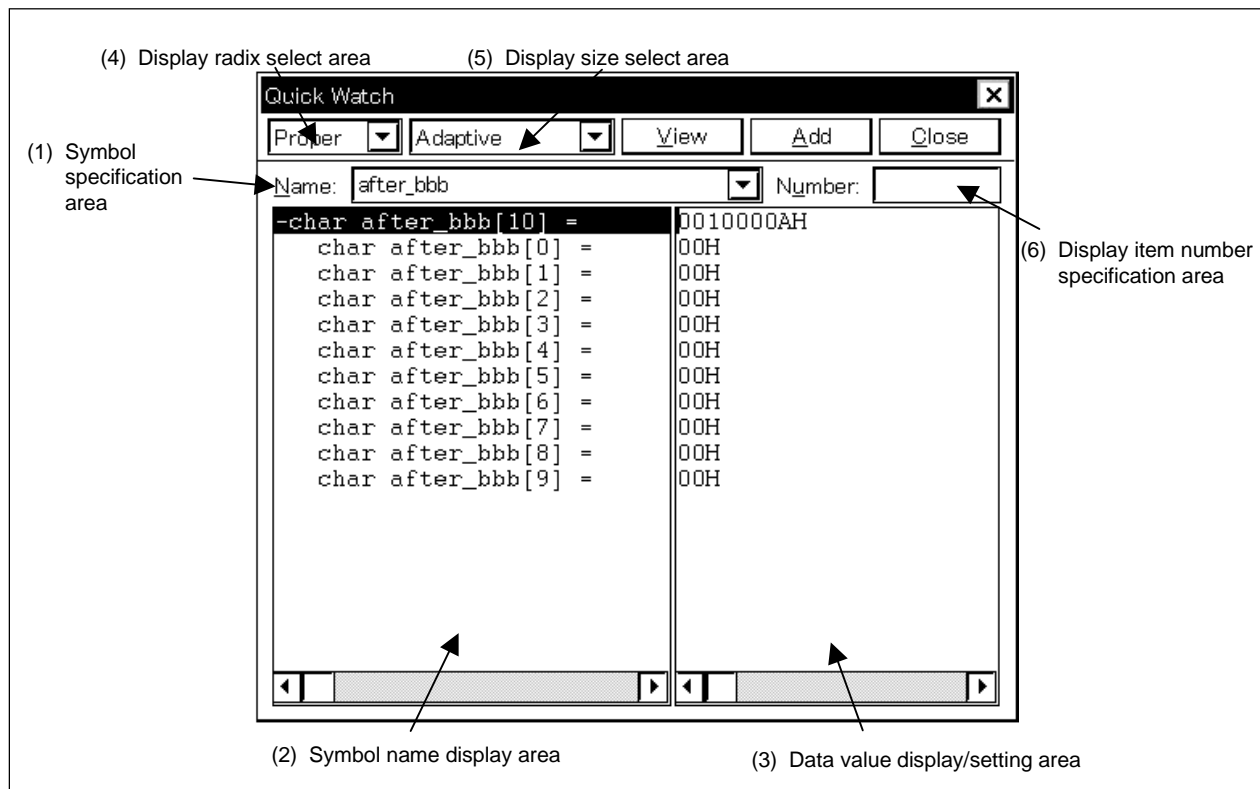 (4) Display radix select area
(5) Display size select area
Quick Watch
Proper
Adaptive
View
Add
Close
(1) Symbol
specification
area
Name:
after_bbb
Number:
-char after_bbb[10] =
0010000AH
char after_bbb[0] =
00H
char after_bbb[1] =
00H
char after_bbb[2] =
00H
char after_bbb[3] =
00H
char after_bbb[4] =
00H
char after_bbb[5] =
00H
char after_bbb[6] =
00H
char after_bbb[7] =
00H
char after_bbb[8] =
00H
char after_bbb[9] =
00H
(6) Display item number
specification area
(2) Symbol name display area
(3) Data value display/setting area